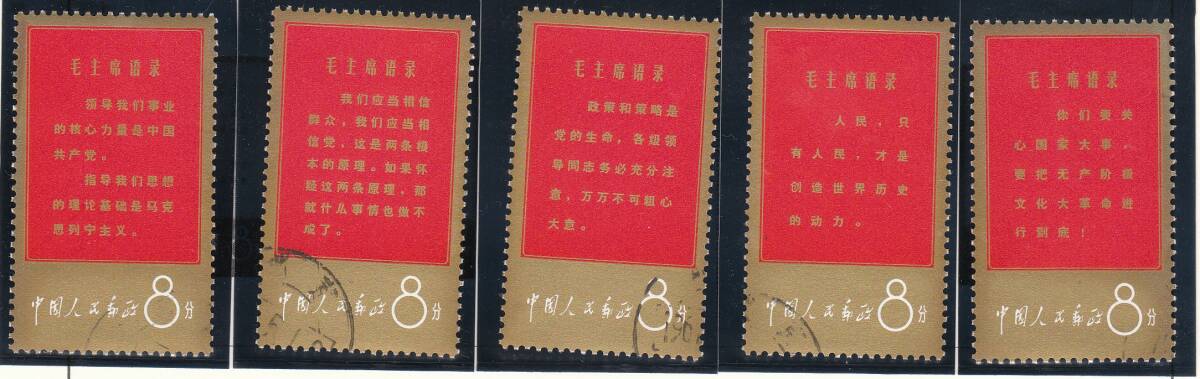 毛主席语录
领导我们事业
的核心力量是中国
共产党。
指导我们思想
的理论基础是马克
思列宁主义。
中国人民邮政 8分
毛主席语录
我们应当相信
群众，我们应当相
信党，这是两条根
本的原理。如果怀
疑这两条原理，那
就什么事情也做不
成了。
中国人民邮政 8分
毛主席语录
政策和策略是
党的生命，各级领
导同志务必充分注
意，万万不可粗心
大意。
中国人民邮政 8分
196
毛主席语录
人民，只
有人民，才是
创造世界历史
的动力。
中国人民邮政 8分
毛主席语录
你们要关
心国家大事，
要把无产阶级
文化大革命进
行到底！
中国人民邮政 8分